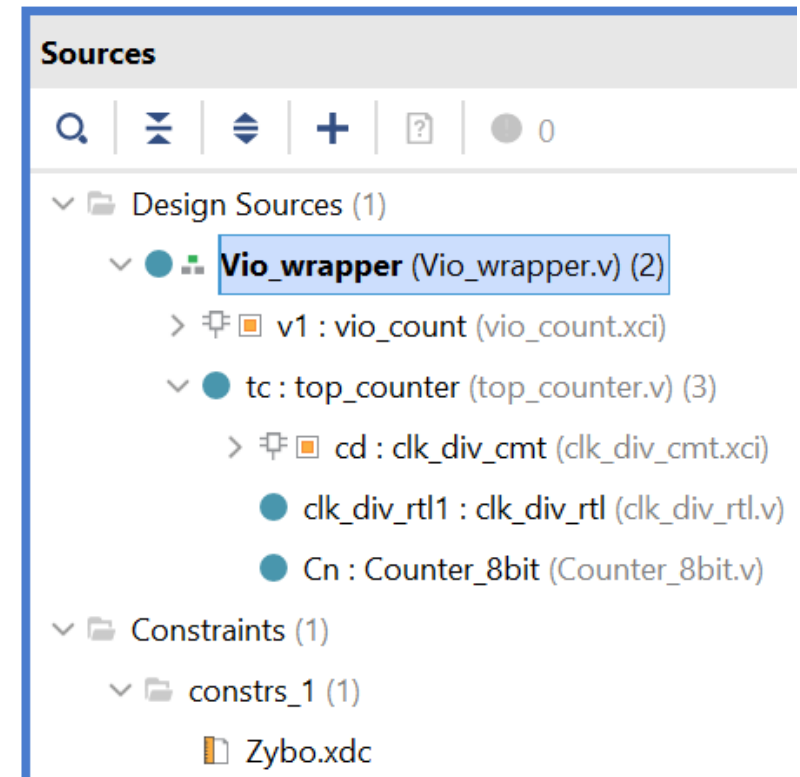 Sources
0
Design Sources (1)
Vio_wrapper (Vio_wrapper.v) (2)
v1 : vio_count (vio_count.xci)
tc : top_counter (top_counter.v) (3)
cd : clk_div_cmt (clk_div_cmt.xci)
clk_div_rtl1 : clk_div_rtl (clk_div_rtl.v)
Cn : Counter_8bit (Counter_8bit.v)
Constraints (1)
constrs_1 (1)
Zybo.xdc